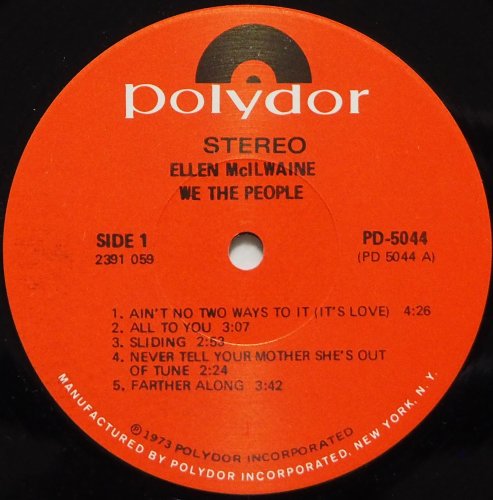 polydor
STEREO
ELLEN McILWAINE
WE THE PEOPLE
SIDE 1
2391 059
PD-5044
(PD 5044 A)
1. AIN'T NO TWO WAYS TO IT (IT'S LOVE) 4:26
2. ALL TO YOU 3:07
3. SLIDING 2:53
4. NEVER TELL YOUR MOTHER SHE'S OUT
OF TUNE 2:24
5. FARTHER ALONG 3:42
℗1973 POLYDOR INCORPORATED
MANUFACTURED BY POLYDOR INCORPORATED, NEW YORK, N. Y.